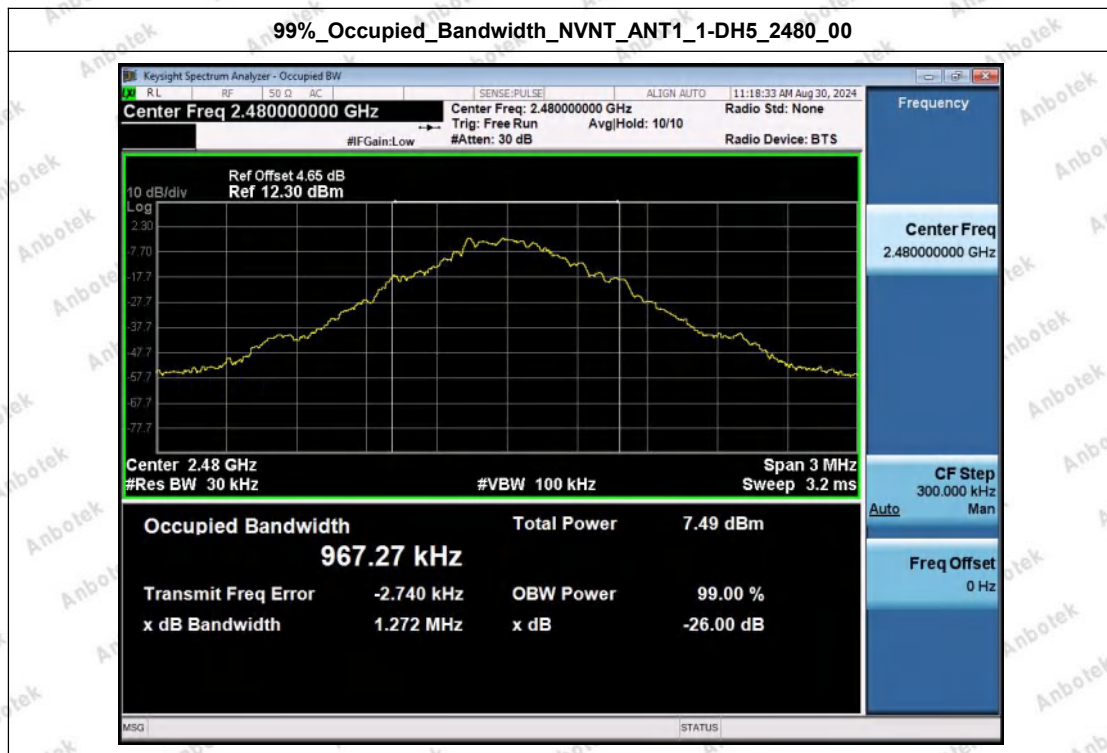 99%_Occupied_Bandwidth_NVNT_ANT1_1-DH5_2480_00
Keysight Spectrum Analyzer - Occupied BW
RL RF 50 Ω AC SENSE:PULSE ALIGN AUTO 11:18:33 AM Aug 30, 2024
Center Freq 2.480000000 GHz
Center Freq: 2.480000000 GHz Radio Std: None
Trig: Free Run Avg|Hold: 10/10
#IFGain:Low #Atten: 30 dB Radio Device: BTS
Ref Offset 4.65 dB
10 dB/div Ref 12.30 dBm
Log
2.30
-7.70
-17.7
-27.7
-37.7
-47.7
-57.7
-67.7
-77.7
Center 2.48 GHz Span 3 MHz
#Res BW 30 kHz #VBW 100 kHz Sweep 3.2 ms
Occupied Bandwidth Total Power 7.49 dBm
967.27 kHz
Transmit Freq Error -2.740 kHz OBW Power 99.00 %
x dB Bandwidth 1.272 MHz x dB -26.00 dB
MSG STATUS
Frequency
Center Freq
2.480000000 GHz
CF Step
300.000 kHz
Auto Man
Freq Offset
0 Hz
Anbotek